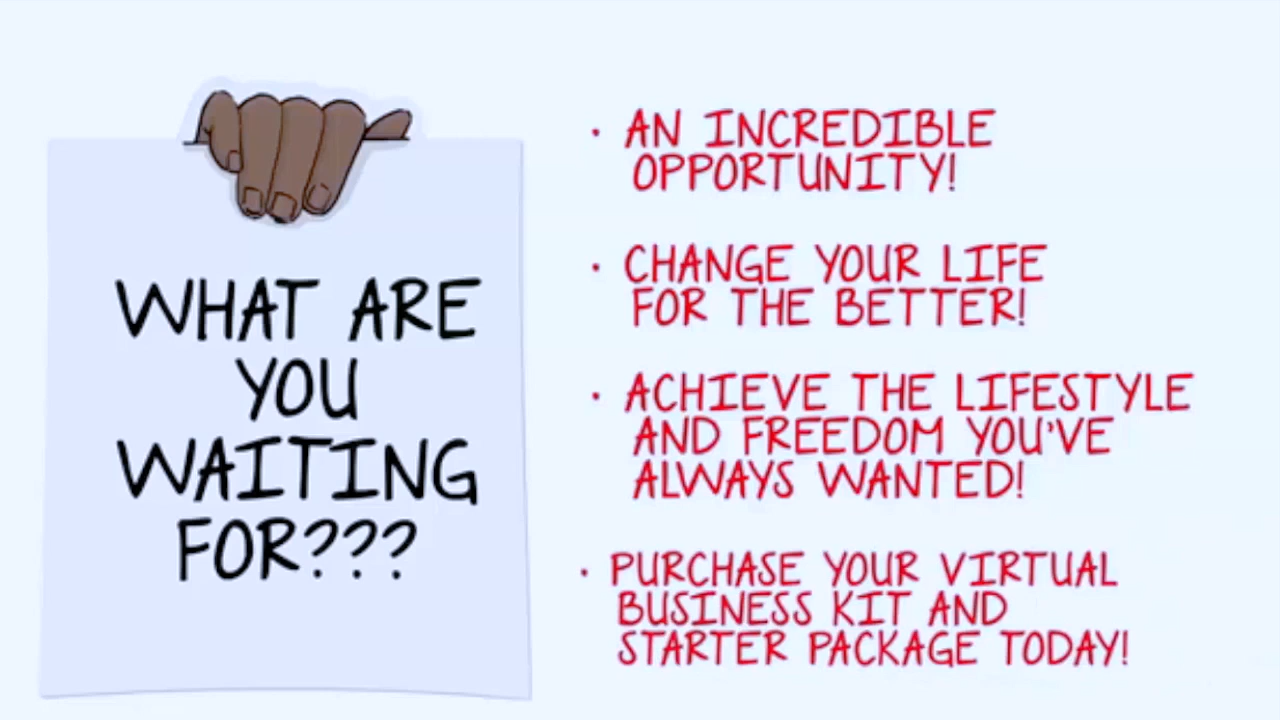 WHAT ARE
YOU
WAITING
FOR???
· AN INCREDIBLE
OPPORTUNITY!
· CHANGE YOUR LIFE
FOR THE BETTER!
· ACHIEVE THE LIFESTYLE
AND FREEDOM YOU'VE
ALWAYS WANTED!
· PURCHASE YOUR VIRTUAL
BUSINESS KIT AND
STARTER PACKAGE TODAY!